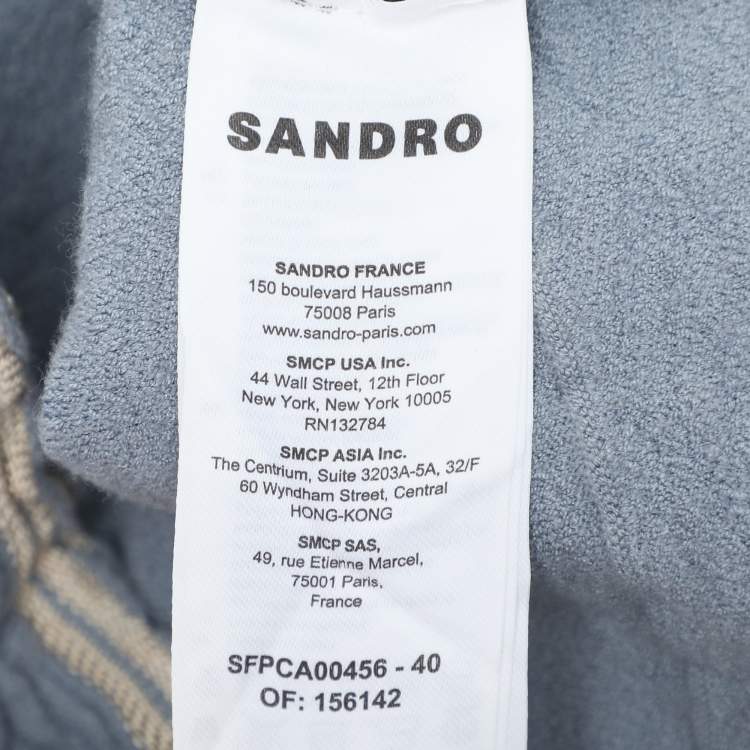 SANDRO
SANDRO FRANCE
150 boulevard Haussmann
75008 Paris
www.sandro-paris.com
SMCP USA Inc.
44 Wall Street, 12th Floor
New York, New York 10005
RN132784
SMCP ASIA Inc.
The Centrium, Suite 3203A-5A, 32/F
60 Wyndham Street, Central
HONG-KONG
SMCP SAS,
49, rue Etienne Marcel,
75001 Paris,
France
SFPCA00456 - 40
OF: 156142